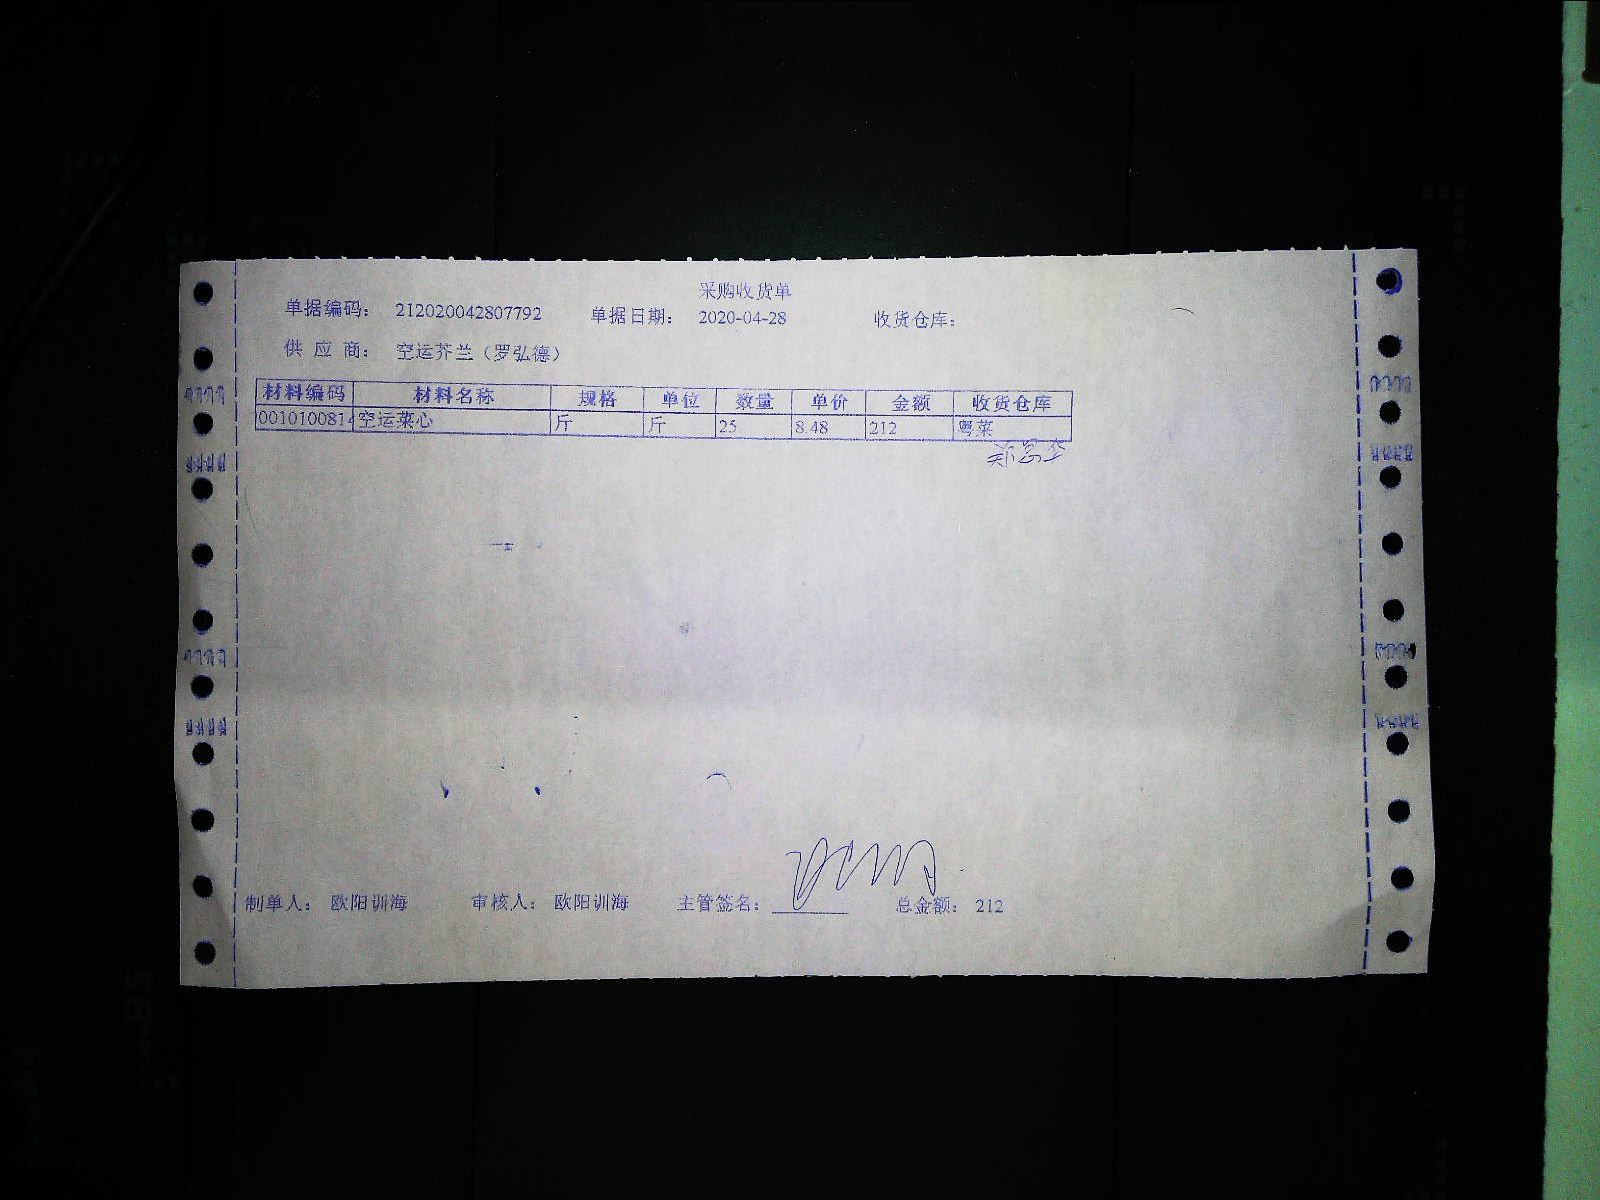 采购收货单
单据编码： 212020042807792 单据日期： 2020-04-28 收货仓库：
供 应 商： 空运芥兰（罗弘德）
材料编码 材料名称 规格 单位 数量 单价 金额 收货仓库
001010081 空运菜心 斤 斤 25 8.48 212 粤菜
制单人： 欧阳训海 审核人： 欧阳训海 主管签名： 总金额： 212